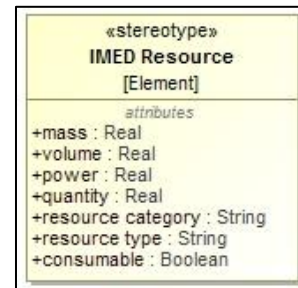 «stereotype»
IMED Resource
[Element]
attributes
+mass : Real
+volume : Real
+power : Real
+quantity : Real
+resource category : String
+resource type : String
+consumable : Boolean